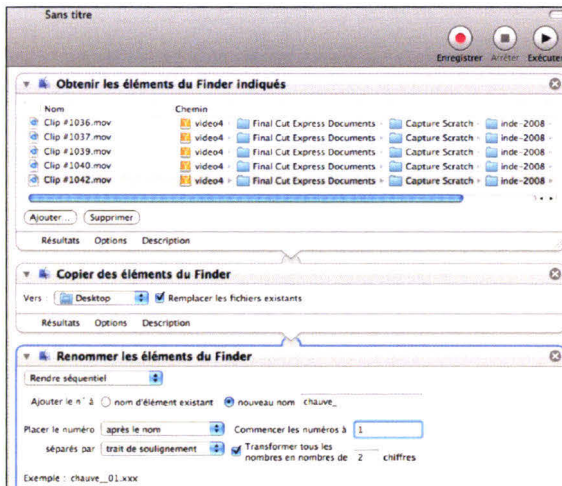 Sans titre
Enregistrer Arrêter Exécuter
Obtenir les éléments du Finder indiqués
Nom Chemin
Clip #1036.mov video4 Final Cut Express Documents Capture Scratch inde-2008
Clip #1037.mov video4 Final Cut Express Documents Capture Scratch inde-2008
Clip #1039.mov video4 Final Cut Express Documents Capture Scratch inde-2008
Clip #1040.mov video4 Final Cut Express Documents Capture Scratch inde-2008
Clip #1042.mov video4 Final Cut Express Documents Capture Scratch inde-2008
Ajouter... Supprimer
Résultats Options Description
Copier des éléments du Finder
Vers : Desktop Remplacer les fichiers existants
Résultats Options Description
Renommer les éléments du Finder
Rendre séquentiel
Ajouter le n° à nom d'élément existant nouveau nom chauve_
Placer le numéro après le nom Commencer les numéros à 1
séparés par trait de soulignement Transformer tous les nombres en nombres de 2 chiffres
Exemple : chauve__01.xxx